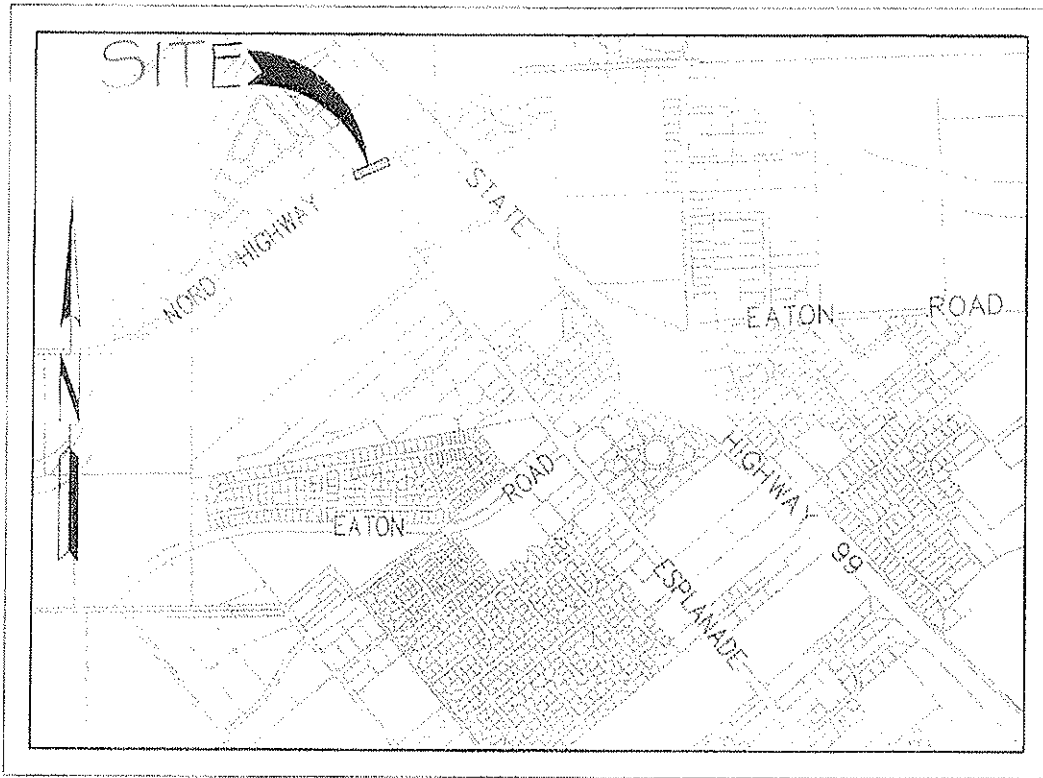 SITE
NORD HIGHWAY
STATE
HIGHWAY 99
EATON ROAD
N
EATON ROAD
ESPLANADE